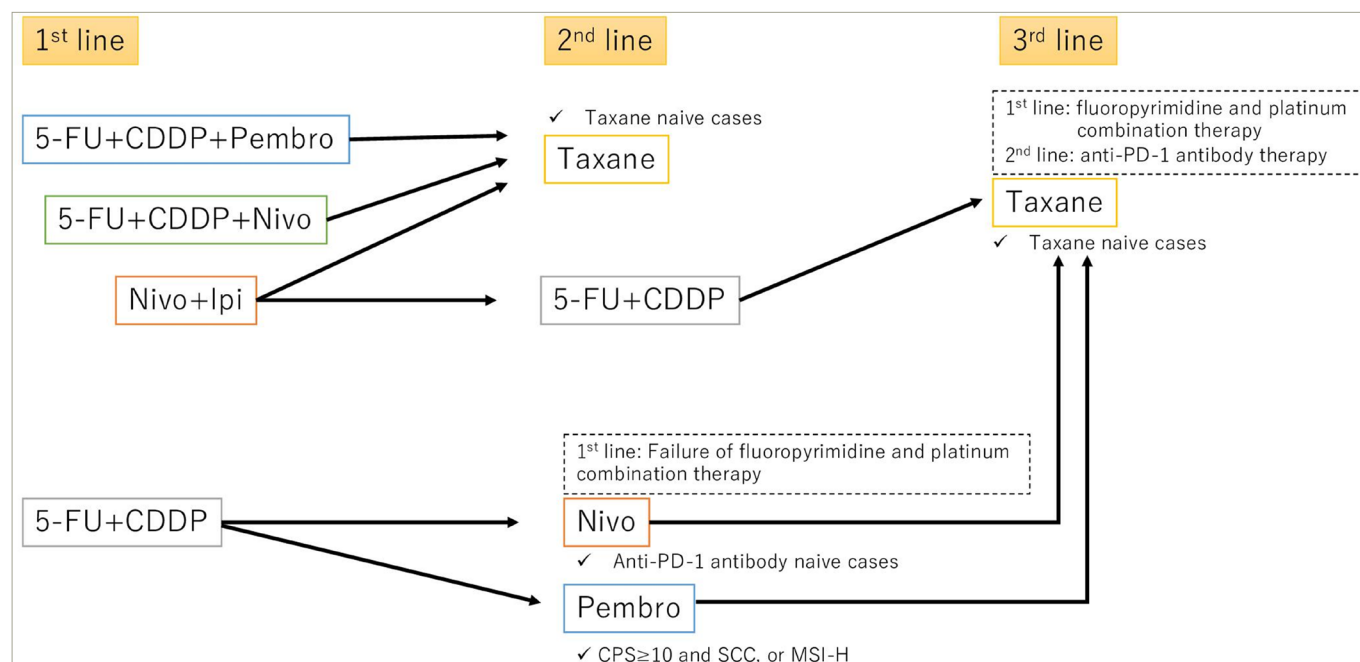 1st line
2nd line
3rd line
5-FU+CDDP+Pembro
5-FU+CDDP+Nivo
Nivo+Ipi
✓ Taxane naive cases
Taxane
5-FU+CDDP
1st line: fluoropyrimidine and platinum
combination therapy
2nd line: anti-PD-1 antibody therapy
Taxane
✓ Taxane naive cases
5-FU+CDDP
1st line: Failure of fluoropyrimidine and platinum
combination therapy
Nivo
✓ Anti-PD-1 antibody naive cases
Pembro
✓ CPS≥10 and SCC, or MSI-H